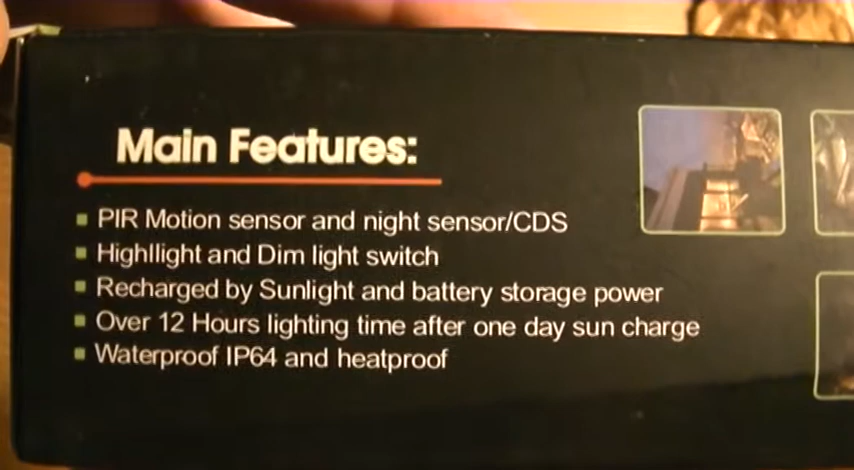 Main Features:
PIR Motion sensor and night sensor/CDS
Highllight and Dim light switch
Recharged by Sunlight and battery storage power
Over 12 Hours lighting time after one day sun charge
Waterproof IP64 and heatproof